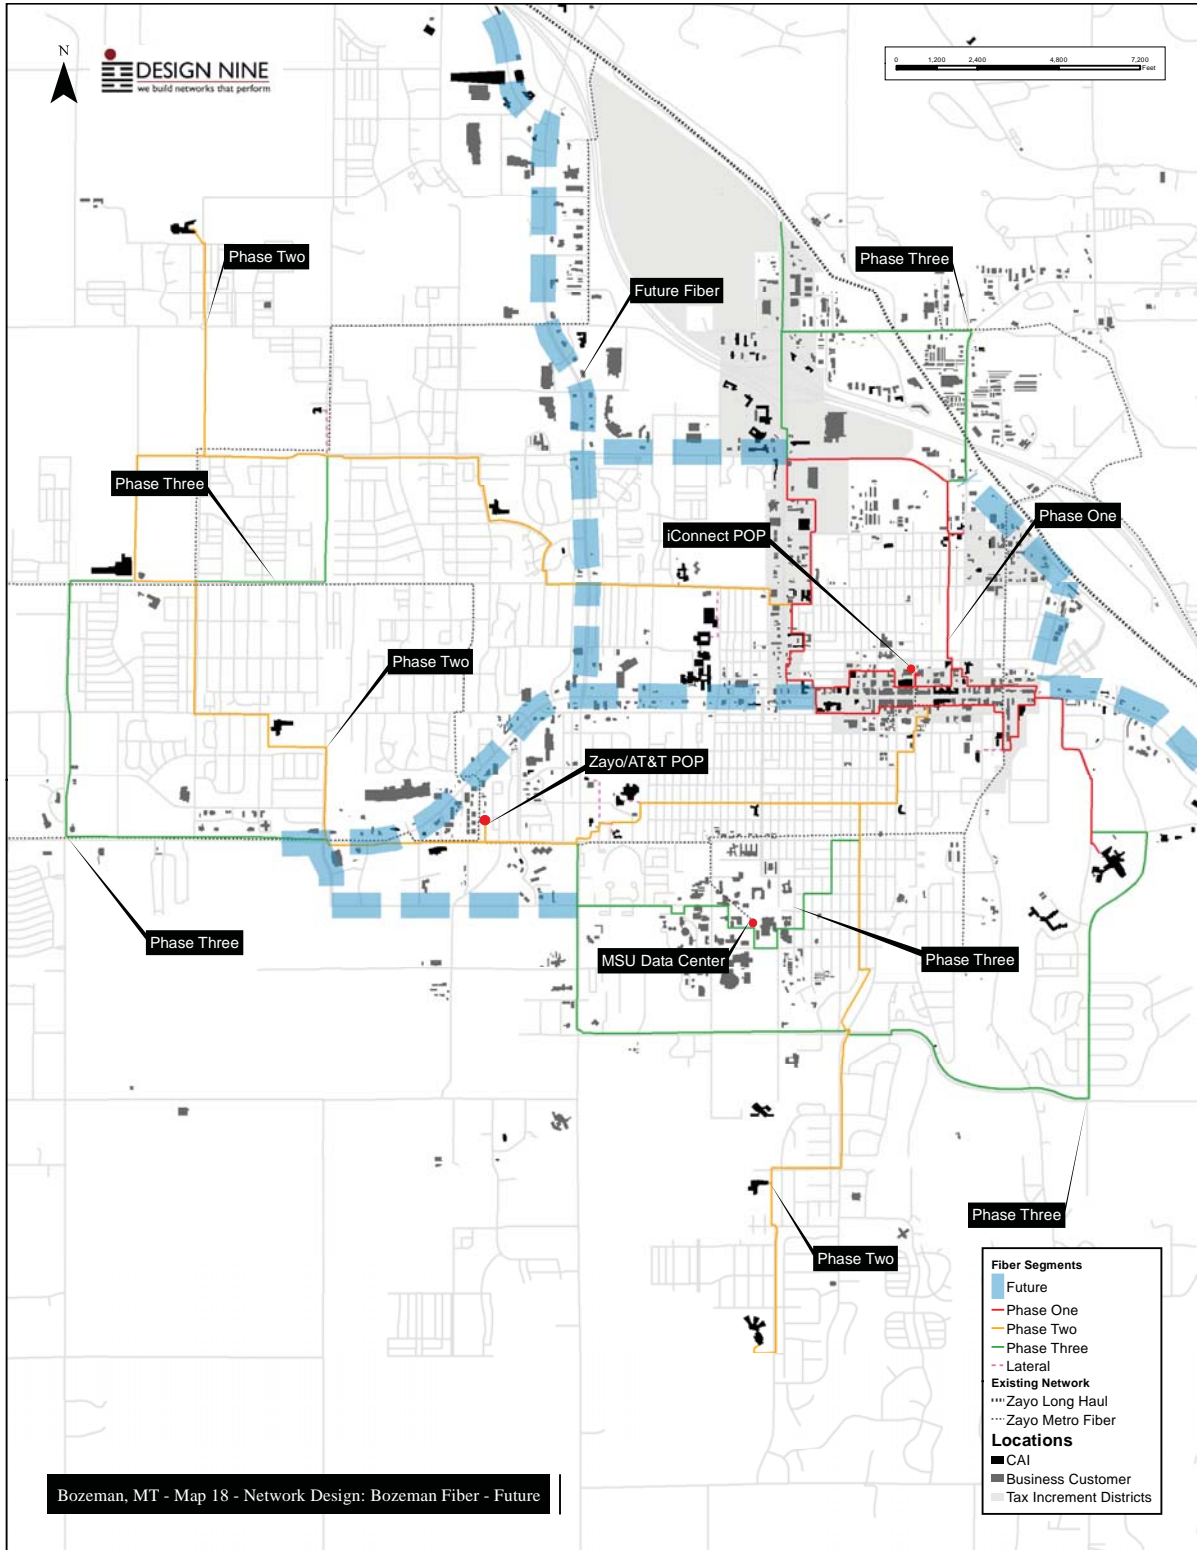 N
DESIGN NINE
we build networks that perform
0 1,200 2,400 4,800 7,200
Feet
Phase Two
Phase Three
Future Fiber
Phase Three
Phase One
iConnect POP
Phase Two
Zayo/AT&T POP
Phase Three
MSU Data Center
Phase Three
Phase Three
Phase Two
Fiber Segments
Future
Phase One
Phase Two
Phase Three
Lateral
Existing Network
Zayo Long Haul
Zayo Metro Fiber
Locations
CAI
Business Customer
Tax Increment Districts
Bozeman, MT - Map 18 - Network Design: Bozeman Fiber - Future